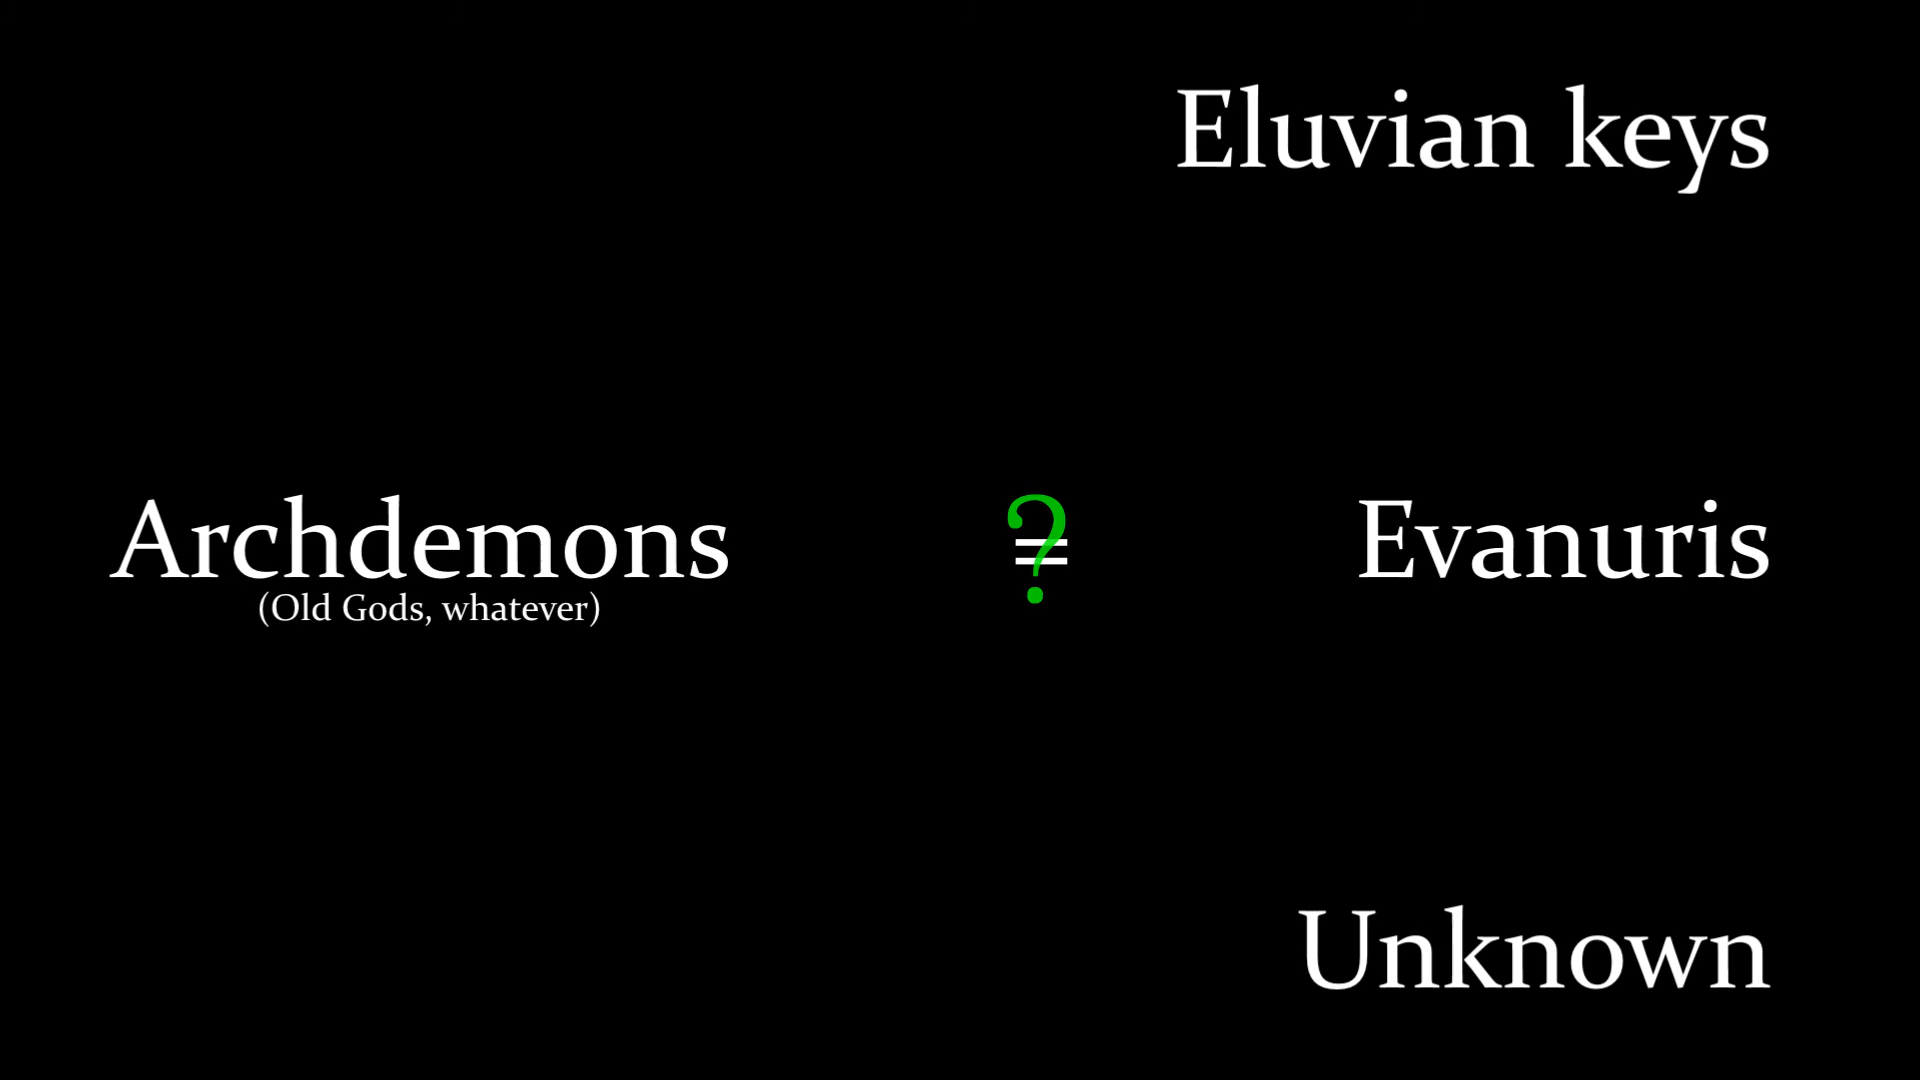 Eluvian keys
Archdemons
(Old Gods, whatever)
=
?
Evanuris
Unknown